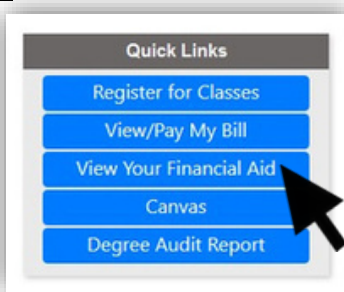 Quick Links
Register for Classes
View/Pay My Bill
View Your Financial Aid
Canvas
Degree Audit Report